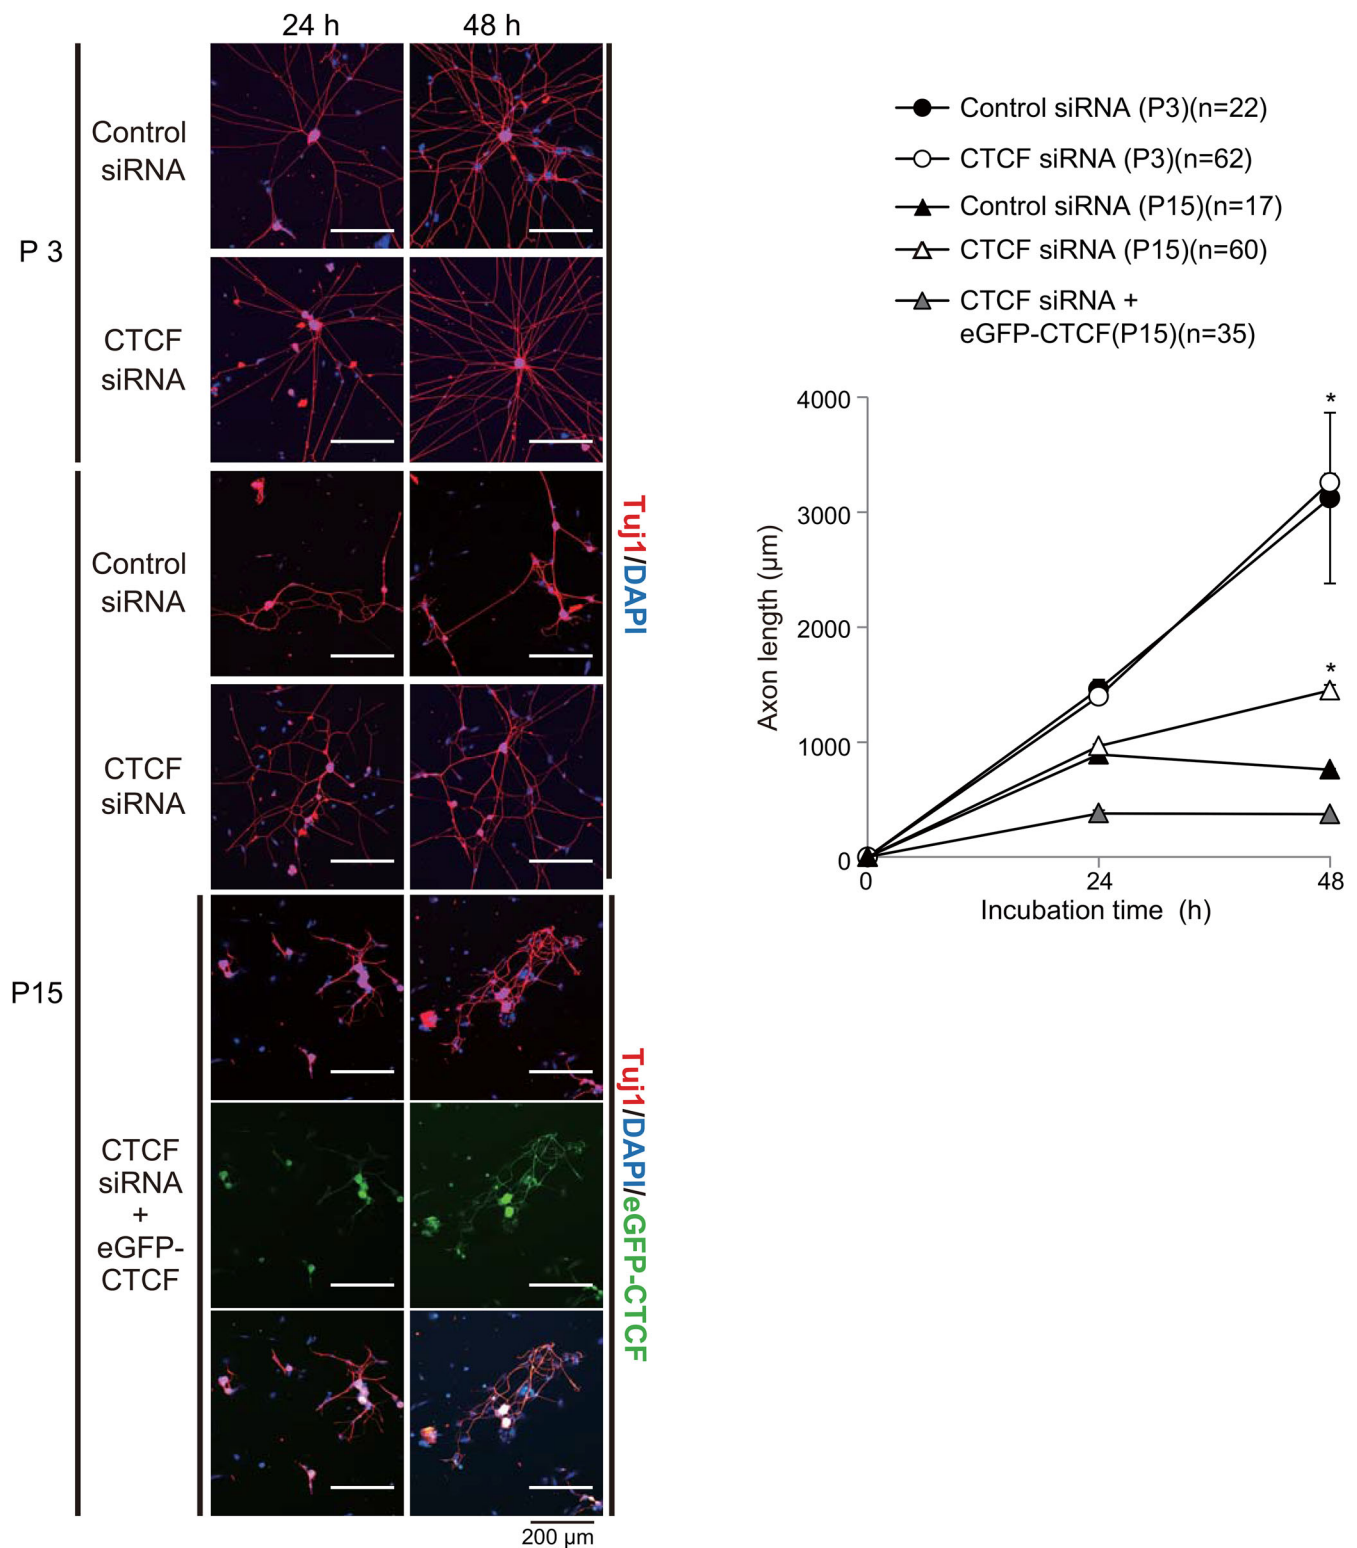 24 h
48 h
P 3
Control
siRNA
CTCF
siRNA
P15
Control
siRNA
CTCF
siRNA
CTCF
siRNA
+
eGFP-
CTCF
Tuj1/DAPI
Tuj1/DAPI/eGFP-CTCF
200 µm
Control siRNA (P3)(n=22)
CTCF siRNA (P3)(n=62)
Control siRNA (P15)(n=17)
CTCF siRNA (P15)(n=60)
CTCF siRNA +
eGFP-CTCF(P15)(n=35)
Axon length (µm)
4000
3000
2000
1000
0
*
*
0
24
48
Incubation time (h)